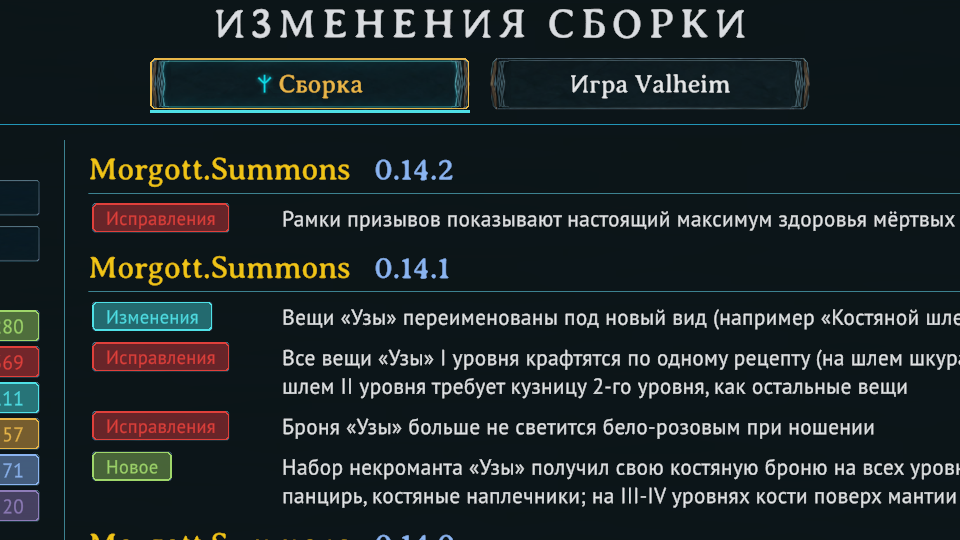 ИЗМЕНЕНИЯ СБОРКИ
Сборка
Игра Valheim
Morgott.Summons 0.14.2
Исправления Рамки призывов показывают настоящий максимум здоровья мёртвых
Morgott.Summons 0.14.1
Изменения Вещи «Узы» переименованы под новый вид (например «Костяной
Исправления Все вещи «Узы» I уровня крафтятся по одному рецепту (на шлем
шлем II уровня требует кузницу 2-го уровня, как остальные вещи
Исправления Броня «Узы» больше не светится бело-розовым при ношении
Новое Набор некроманта «Узы» получил свою костяную броню на всех
панцирь, костяные наплечники; на III-IV уровнях кости поверх мантии
280
11
57
71
20